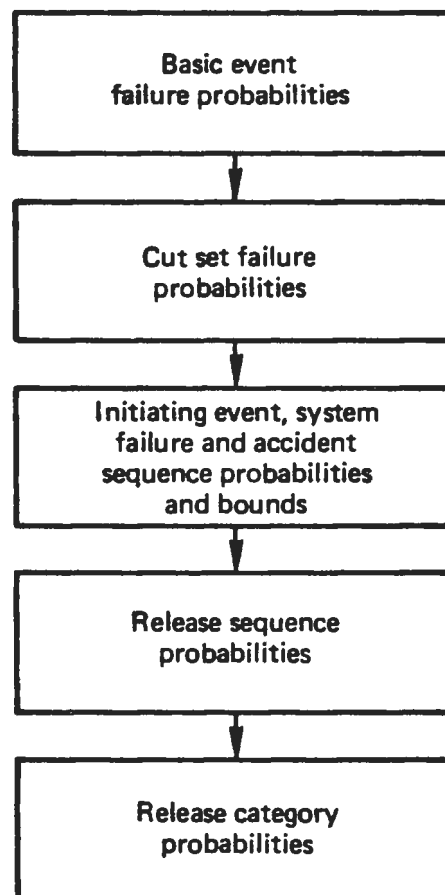 Basic event
failure probabilities
Cut set failure
probabilities
Initiating event, system
failure and accident
sequence probabilities
and bounds
Release sequence
probabilities
Release category
probabilities